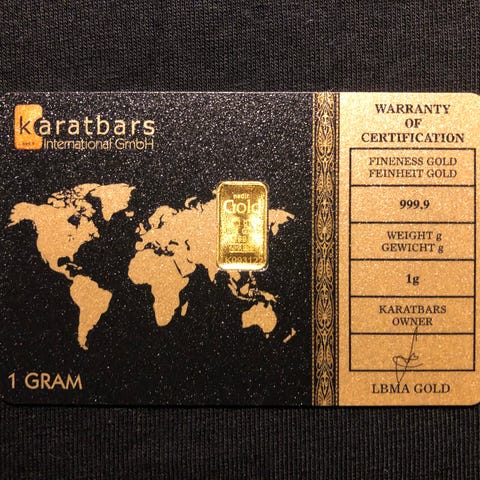 karatbars
International GmbH
nadir
Gold
1 GRAM
WARRANTY
OF
CERTIFICATION
FINENESS GOLD
FEINHEIT GOLD
999.9
WEIGHT g
GEWICHT g
1g
KARATBARS
OWNER
LBMA GOLD